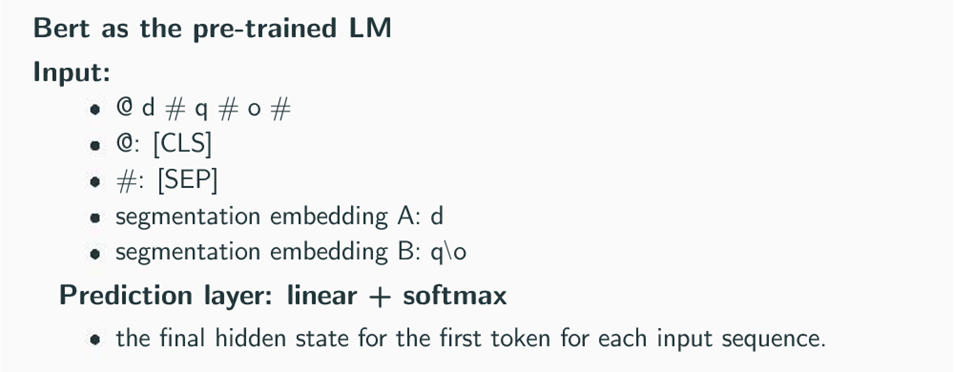 Bert as the pre-trained LM
Input:
• @ d # q # o #
• @: [CLS]
• #: [SEP]
• segmentation embedding A: d
• segmentation embedding B: q\o
Prediction layer: linear + softmax
• the final hidden state for the first token for each input sequence.